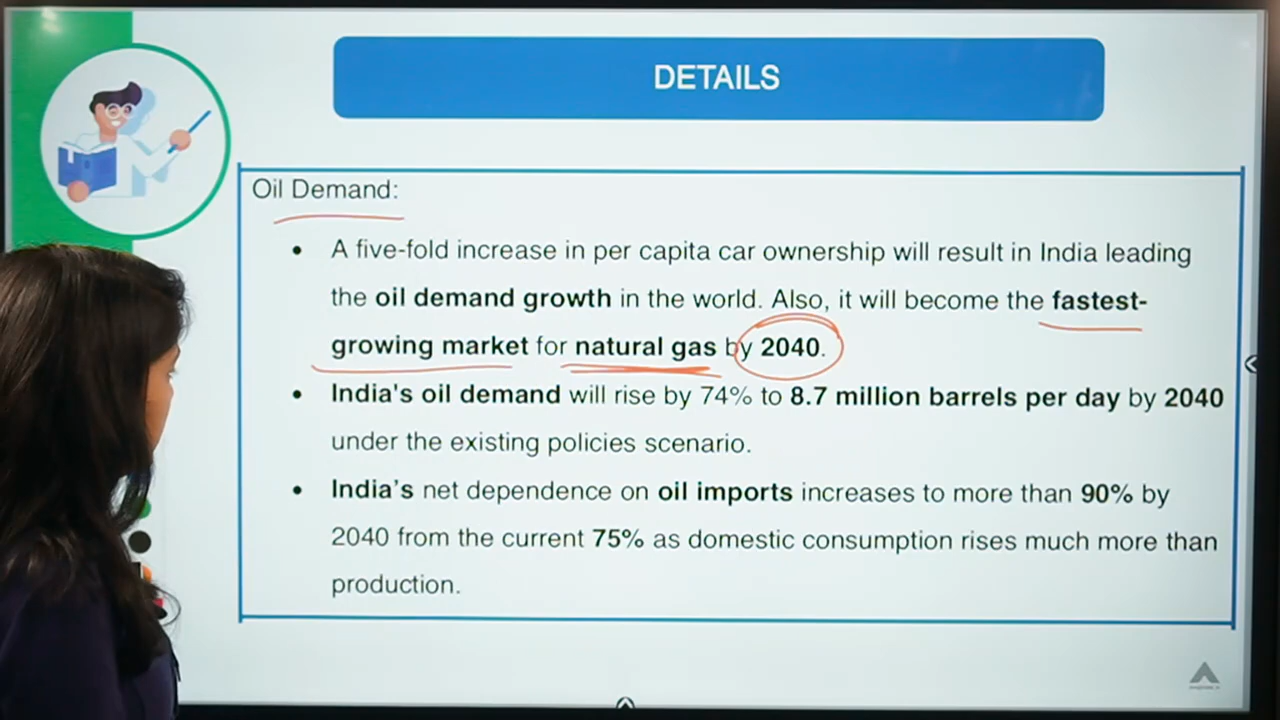 DETAILS
Oil Demand:
• A five-fold increase in per capita car ownership will result in India leading
the oil demand growth in the world. Also, it will become the fastest-
growing market for natural gas by 2040.
• India's oil demand will rise by 74% to 8.7 million barrels per day by 2040
under the existing policies scenario.
• India's net dependence on oil imports increases to more than 90% by
2040 from the current 75% as domestic consumption rises much more than
production.